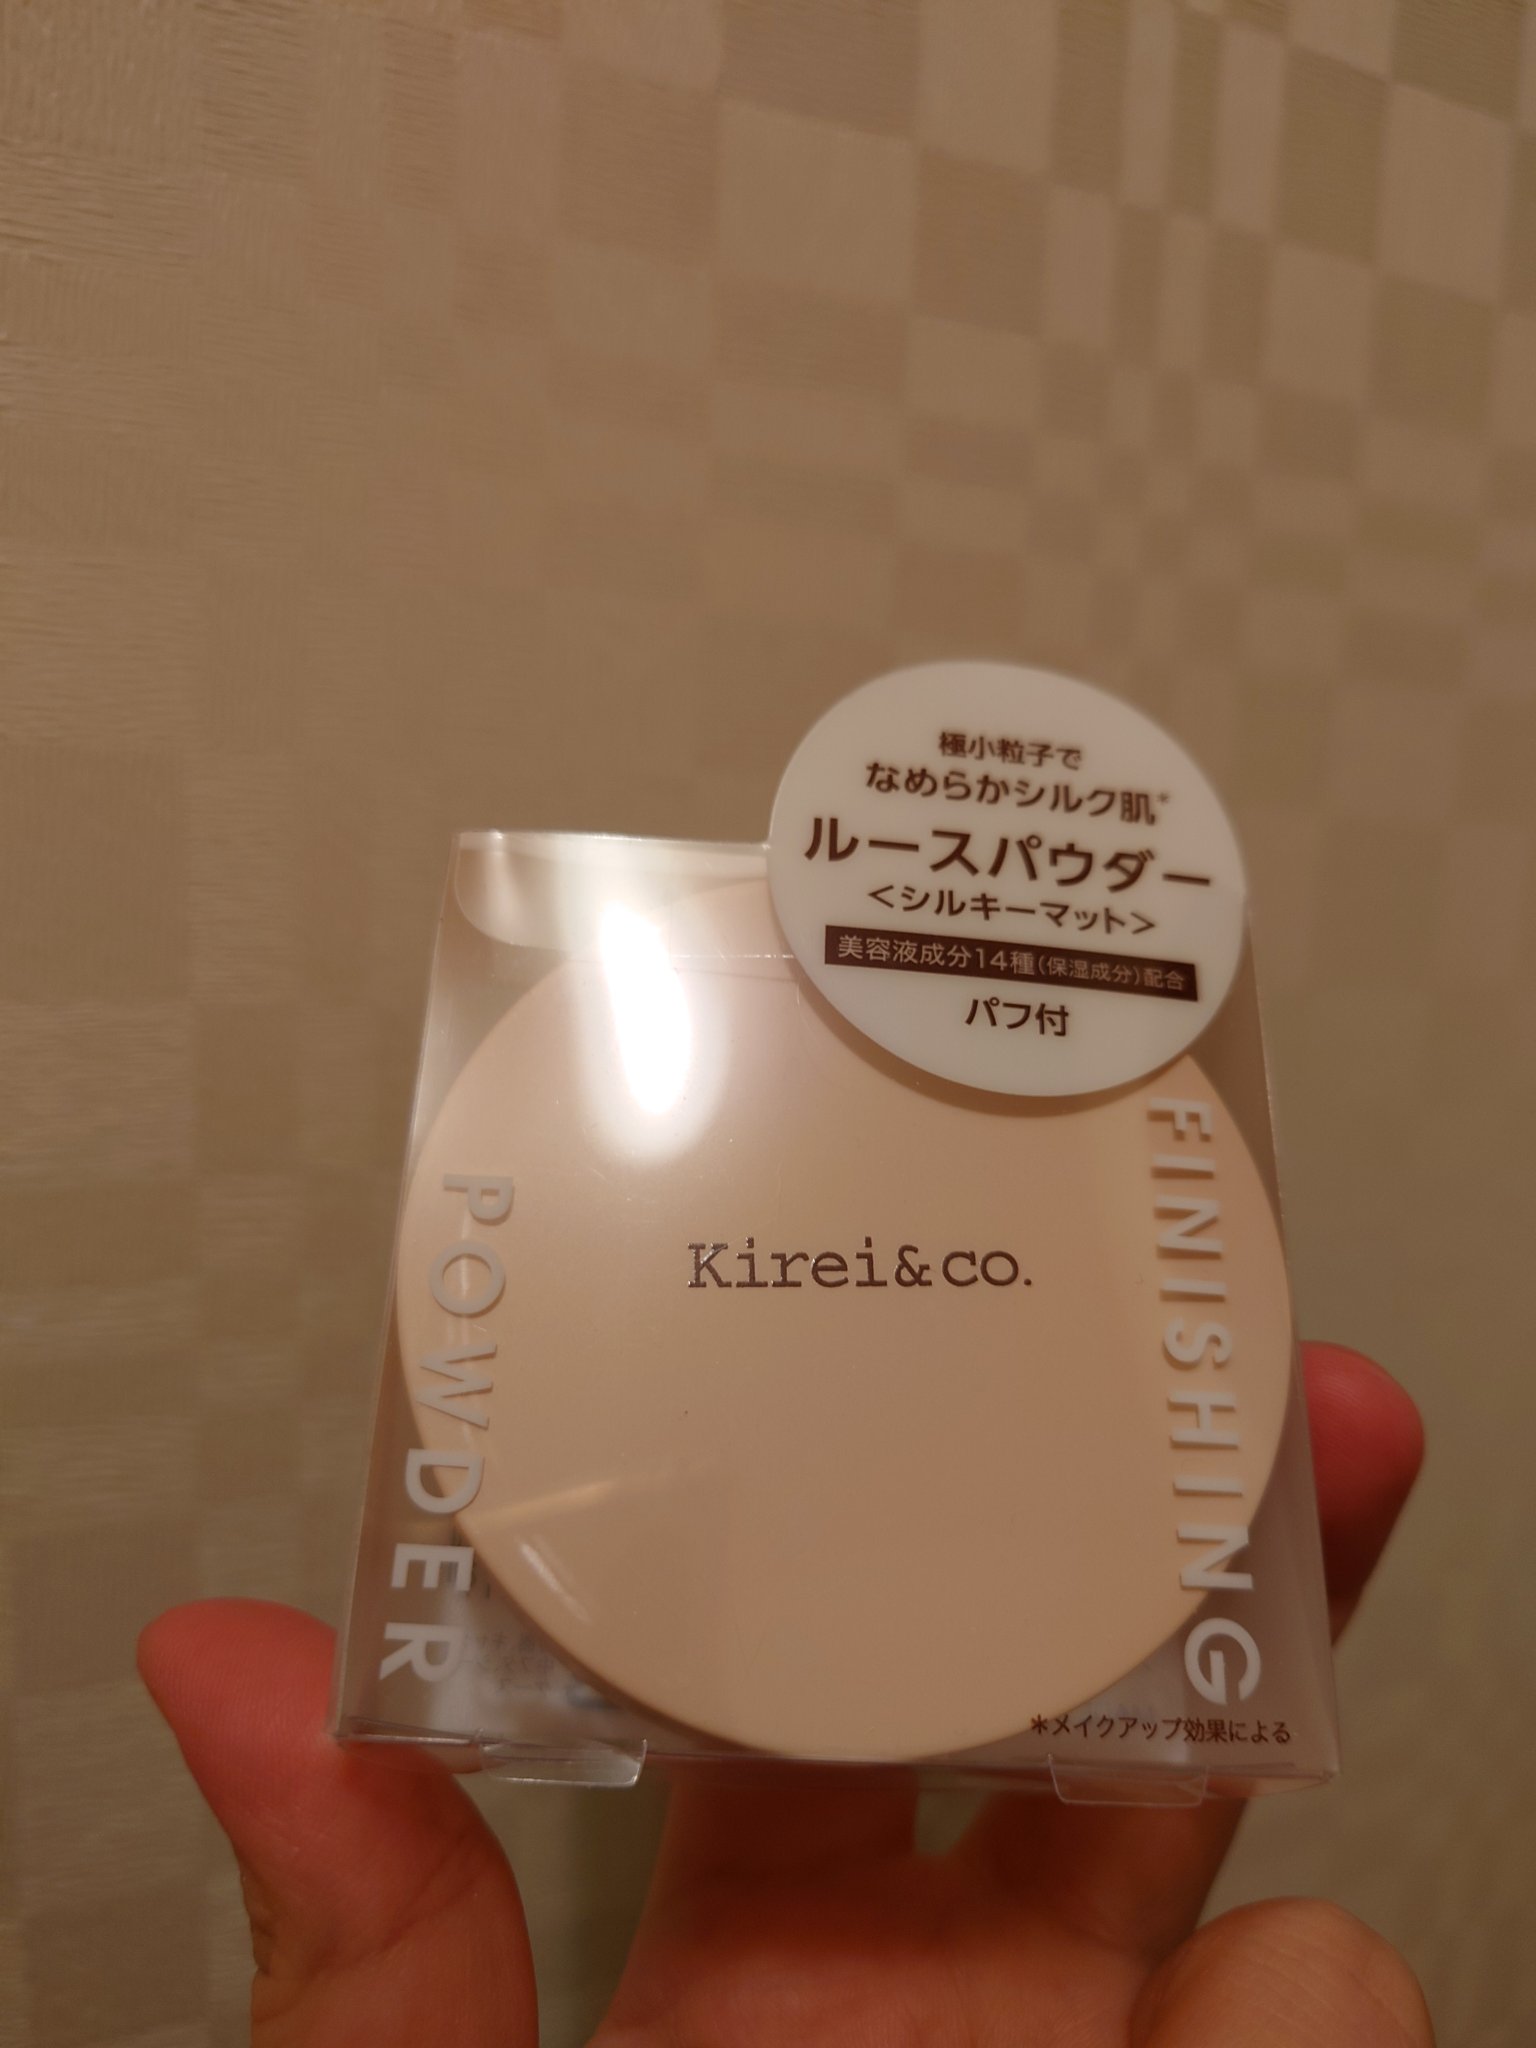 極小粒子で
なめらかシルク肌*
ルースパウダー
<シルキーマット>
美容液成分14種(保湿成分)配合
パフ付
Kirei&co.
FINISHING
POWDER
*メイクアップ効果による